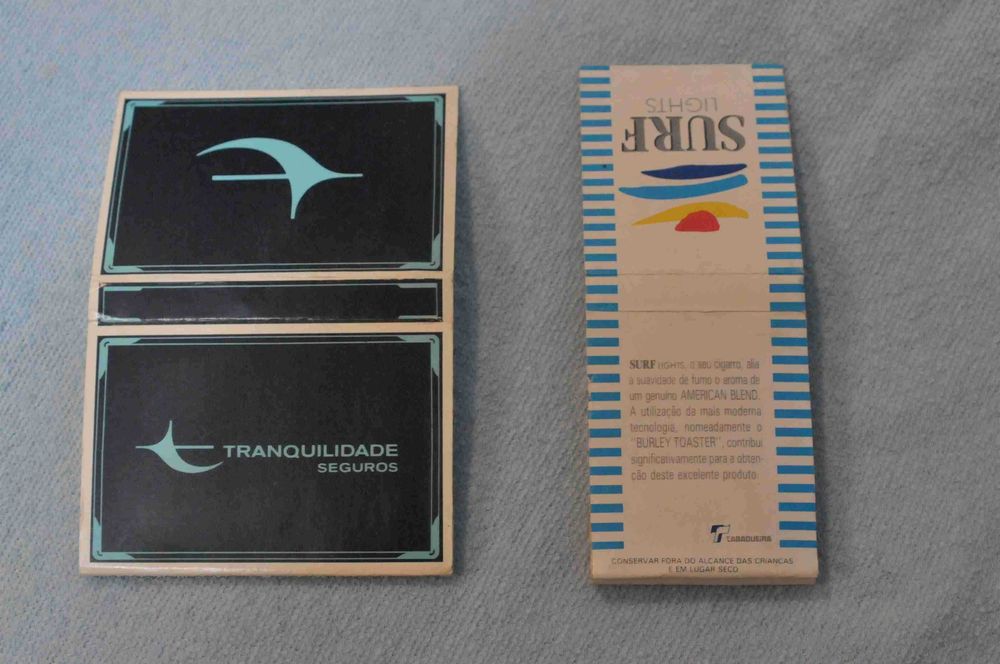 TRANQUILIDADE
SEGUROS
SURF
LIGHTS
SURF LIGHTS, o seu cigarro, alia
a suavidade de fumo o aroma de
um genuíno AMERICAN BLEND.
A utilização da mais moderna
tecnologia, nomeadamente o
"BURLEY TOASTER", contribui
significativamente para a obten-
ção deste excelente produto.
TABAQUEIRA
CONSERVAR FORA DO ALCANCE DAS CRIANÇAS
E EM LUGAR SECO